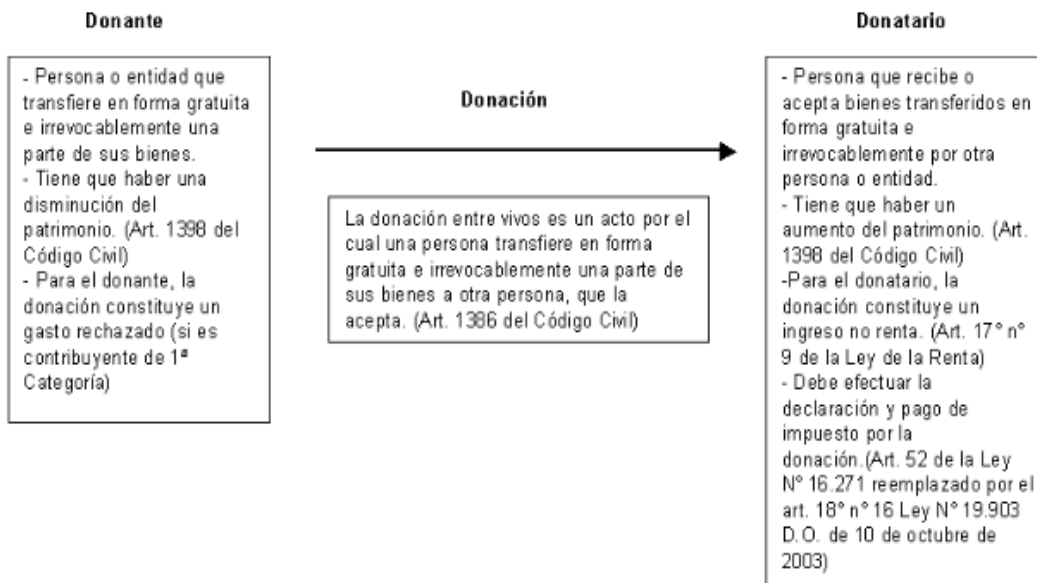 Donante
- Persona o entidad que
transfiere en forma gratuita
e irrevocablemente una
parte de sus bienes.
- Tiene que haber una
disminución del
patrimonio. (Art. 1398 del
Código Civil)
- Para el donante, la
donación constituye un
gasto rechazado (si es
contribuyente de 1ª
Categoría)
Donación
La donación entre vivos es un acto por el
cual una persona transfiere en forma
gratuita e irrevocablemente una parte de
sus bienes a otra persona, que la
acepta. (Art. 1386 del Código Civil)
Donatario
- Persona que recibe o
acepta bienes transferidos en
forma gratuita e
irrevocablemente por otra
persona o entidad.
- Tiene que haber un
aumento del patrimonio. (Art.
1398 del Código Civil)
-Para el donatario, la
donación constituye un
ingreso no renta. (Art. 17° n°
9 de la Ley de la Renta)
- Debe efectuar la
declaración y pago de
impuesto por la
donación.(Art. 52 de la Ley
N° 16.271 reemplazado por el
art. 18° n° 16 Ley N° 19.903
D.O. de 10 de octubre de
2003)